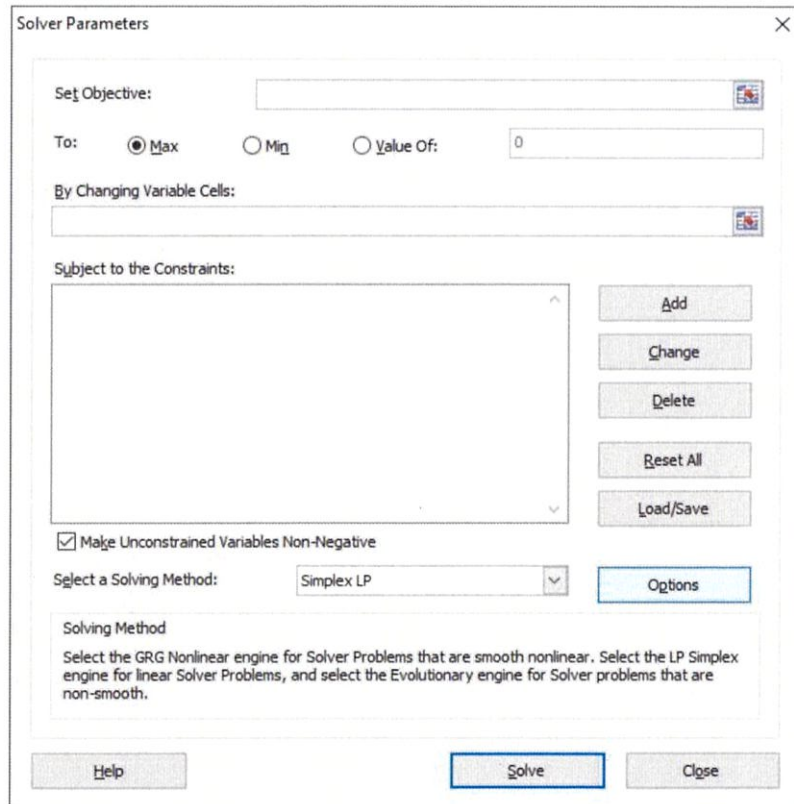 Solver Parameters
Set Objective:
To: Max Min Value Of: 0
By Changing Variable Cells:
Subject to the Constraints:
Add
Change
Delete
Reset All
Load/Save
Make Unconstrained Variables Non-Negative
Select a Solving Method: Simplex LP Options
Solving Method
Select the GRG Nonlinear engine for Solver Problems that are smooth nonlinear. Select the LP Simplex
engine for linear Solver Problems, and select the Evolutionary engine for Solver problems that are
non-smooth.
Help Solve Close